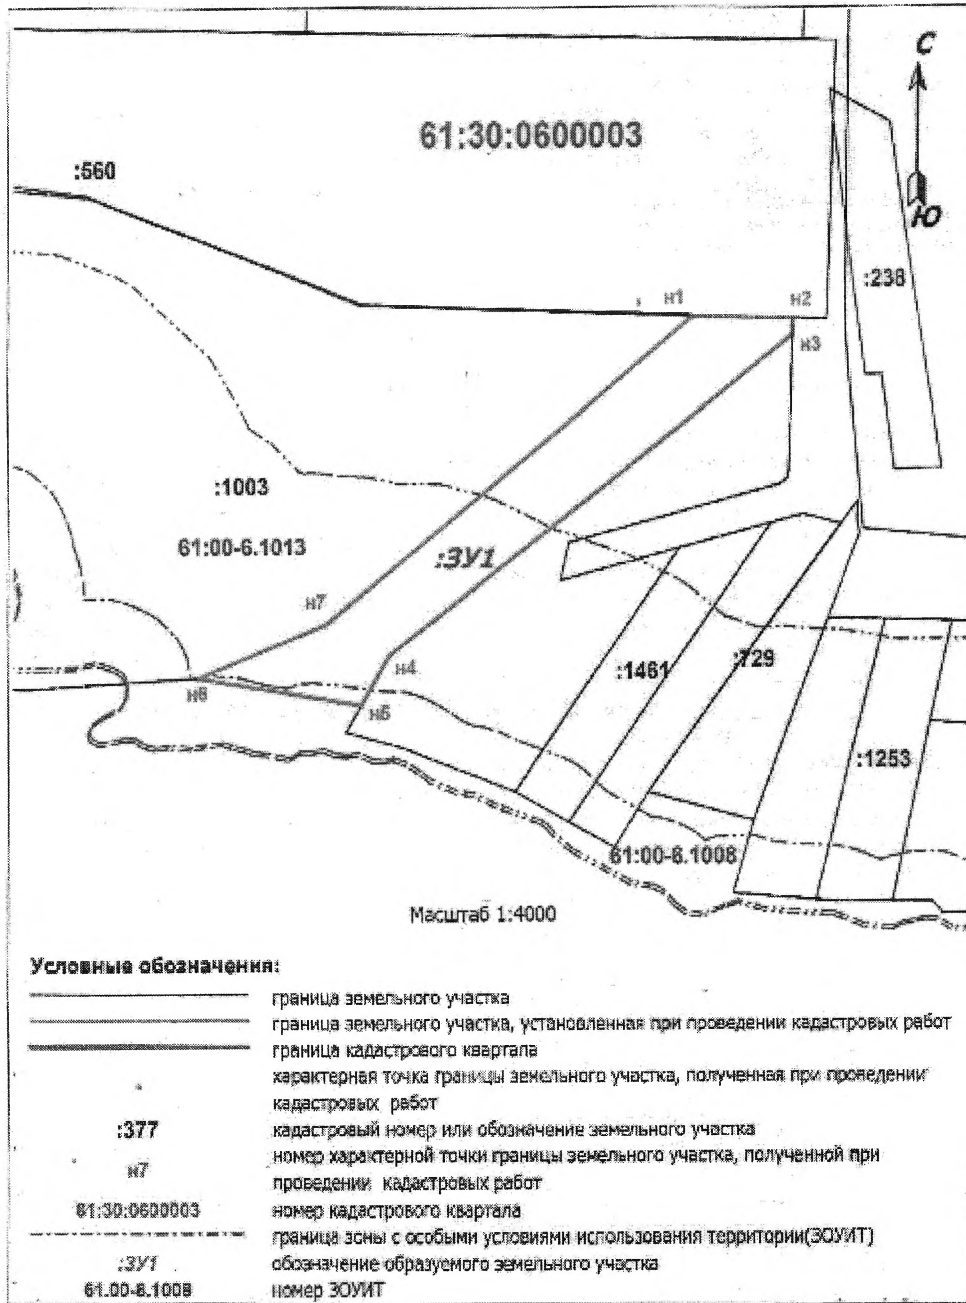 С
61:30:0600003
:560
Ю
:238
н1
н2
н3
:1003
61:00-6.1013
:ЗУ1
н7
н4
:1461
:729
н6
н5
:1253
61:00-6.1008
Масштаб 1:4000
Условные обозначения:
граница земельного участка
граница земельного участка, установленная при проведении кадастровых работ
граница кадастрового квартала
характерная точка границы земельного участка, полученная при проведении
кадастровых работ
:377 кадастровый номер или обозначение земельного участка
номер характерной точки границы земельного участка, полученной при
н7
проведении кадастровых работ
61:30:0600003 номер кадастрового квартала
граница зоны с особыми условиями использования территории(ЗОУИТ)
:ЗУ1 обозначение образуемого земельного участка
61.00-6.1008 номер ЗОУИТ